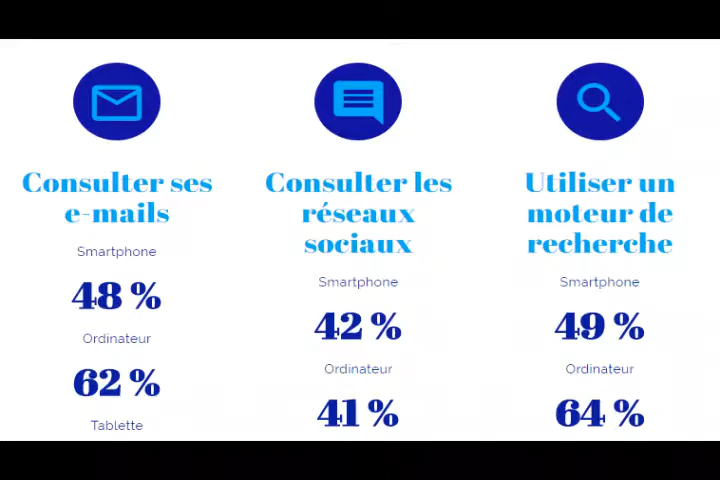 Consulter ses
e-mails
Smartphone
48 %
Ordinateur
62 %
Tablette
Consulter les
réseaux
sociaux
Smartphone
42 %
Ordinateur
41 %
Utiliser un
moteur de
recherche
Smartphone
49 %
Ordinateur
64 %